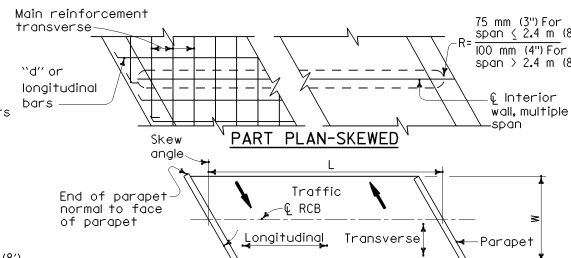 Main reinforcement
transverse
75 mm (3") For
span ≤ 2.4 m (8
R=
100 mm (4") For
span > 2.4 m (8
"d" or
longitudinal
bars
℄ Interior
wall, multiple
span
PART PLAN-SKEWED
Skew
angle
L
End of parapet
normal to face
of parapet
Traffic
℄ RCB
W
Longitudinal
Transverse
Parapet
(8')